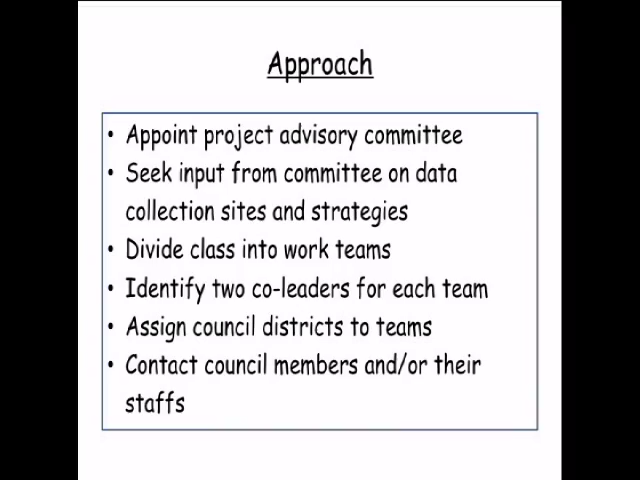 Approach
• Appoint project advisory committee
• Seek input from committee on data
collection sites and strategies
• Divide class into work teams
• Identify two co-leaders for each team
• Assign council districts to teams
• Contact council members and/or their
staffs